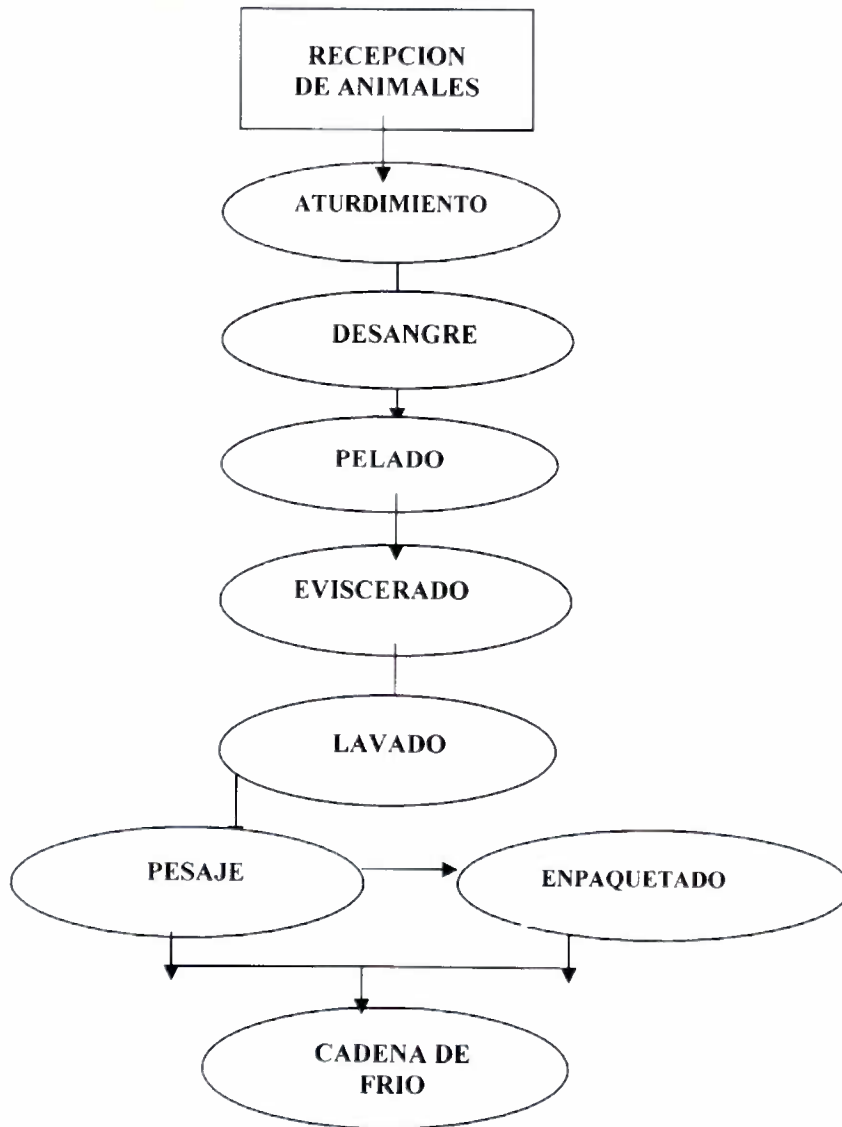 RECEPCION
DE ANIMALES
ATURDIMIENTO
DESANGRE
PELADO
EVISCERADO
LAVADO
PESAJE
ENPAQUETADO
CADENA DE
FRIO